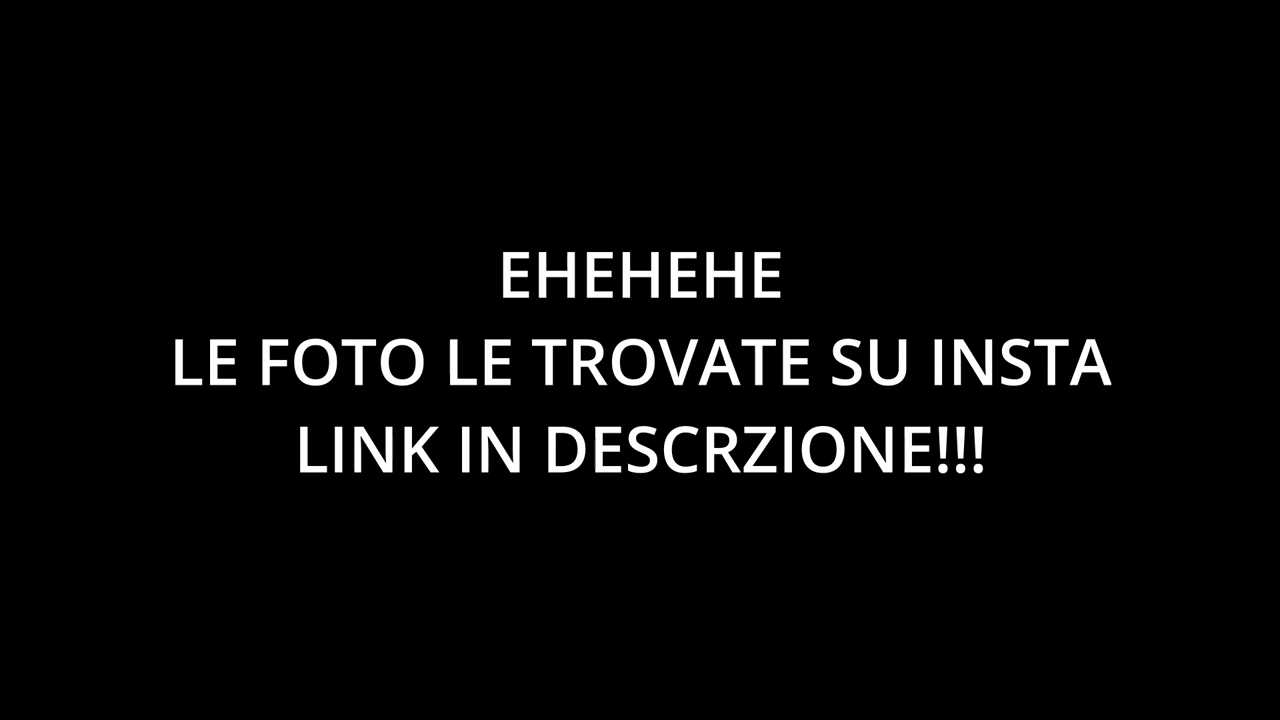 EHEHEHE
LE FOTO LE TROVATE SU INSTA
LINK IN DESCRZIONE!!!